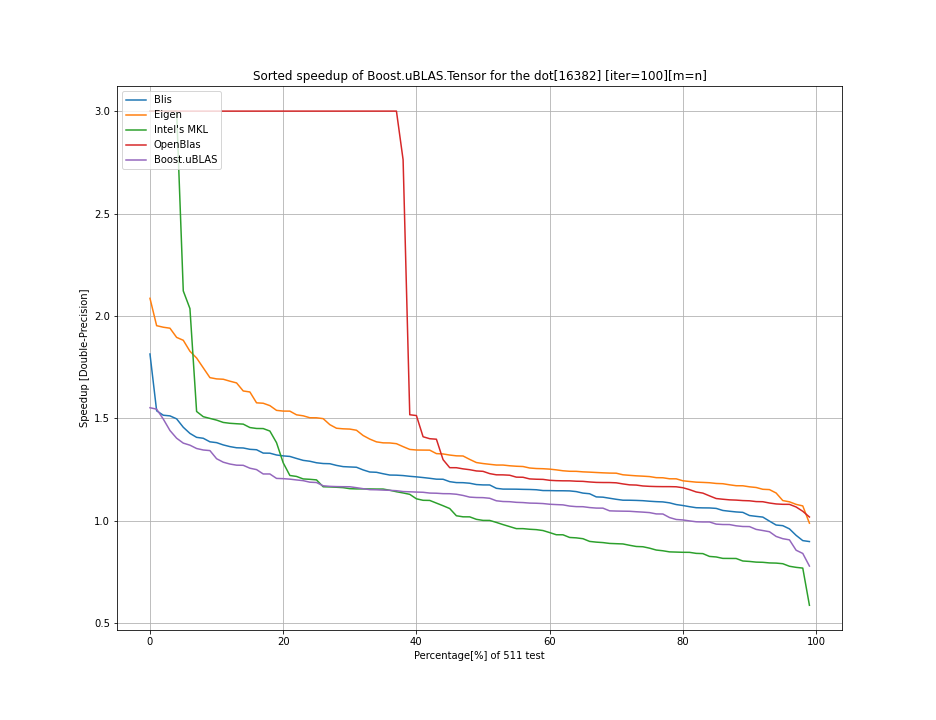 Sorted speedup of Boost.uBLAS.Tensor for the dot[16382] [iter=100][m=n]
Blis
Eigen
Intel's MKL
OpenBlas
Boost.uBLAS
3.0
2.5
2.0
1.5
1.0
0.5
Speedup [Double-Precision]
0 20 40 60 80 100
Percentage[%] of 511 test